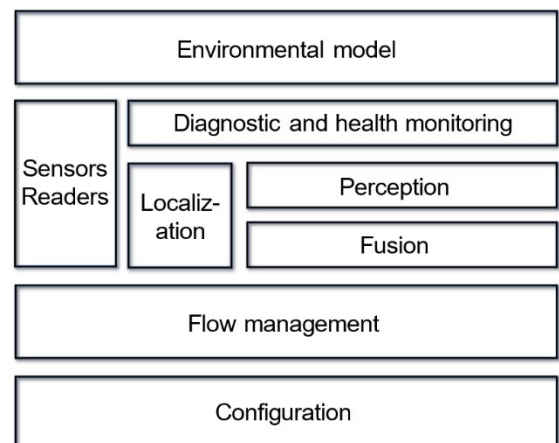 Environmental model
Diagnostic and health monitoring
Sensors
Readers
Localiz-
ation
Perception
Fusion
Flow management
Configuration